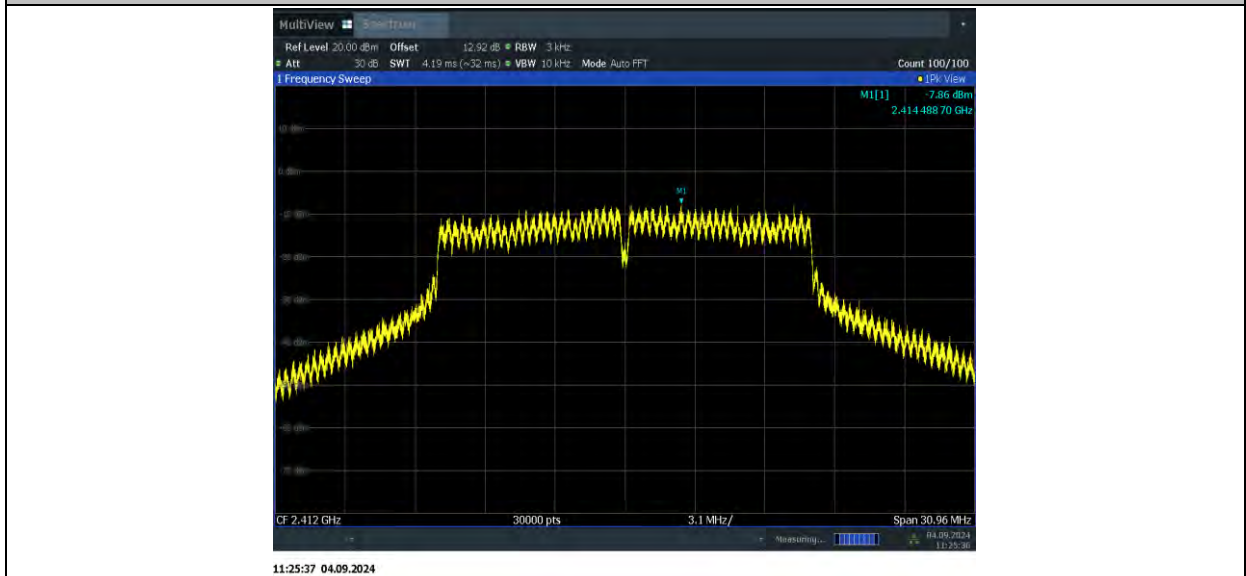 MultiView Spectrum
Ref Level 20.00 dBm Offset 12.92 dB RBW 3 kHz
Att 30 dB SWT 4.19 ms (~32 ms) VBW 10 kHz Mode Auto FFT Count 100/100
1 Frequency Sweep 1Pk View
M1[1] -7.86 dBm
2.414 488 70 GHz
0 dBm
M1
CF 2.412 GHz 30000 pts 3.1 MHz/ Span 30.96 MHz
Measuring... 04.09.2024
11:25:37 04.09.2024